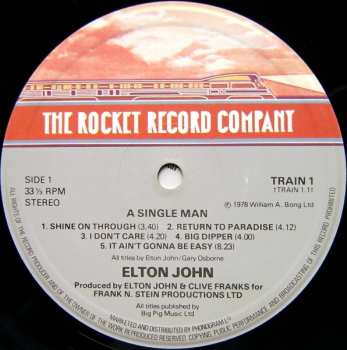 THE ROCKET RECORD COMPANY
SIDE 1
33 ⅓ RPM
STEREO
TRAIN 1
(TRAIN 1.1)
℗ 1978 William A. Bong Ltd
A SINGLE MAN
1. SHINE ON THROUGH (3.40) 2. RETURN TO PARADISE (4.12)
3. I DON'T CARE (4.20) 4. BIG DIPPER (4.00)
5. IT AIN'T GONNA BE EASY (8.23)
All titles by Elton John/Gary Osborne
ELTON JOHN
Produced by ELTON JOHN & CLIVE FRANKS for
FRANK N. STEIN PRODUCTIONS LTD
All titles published by
Big Pig Music Ltd
MARKETED AND DISTRIBUTED BY PHONOGRAM
ALL RIGHTS OF THE RECORD PRODUCER AND OF THE OWNER OF THE WORK REPRODUCED RESERVED. COPYING PUBLIC PERFORMANCE AND BROADCASTING OF THIS RECORD